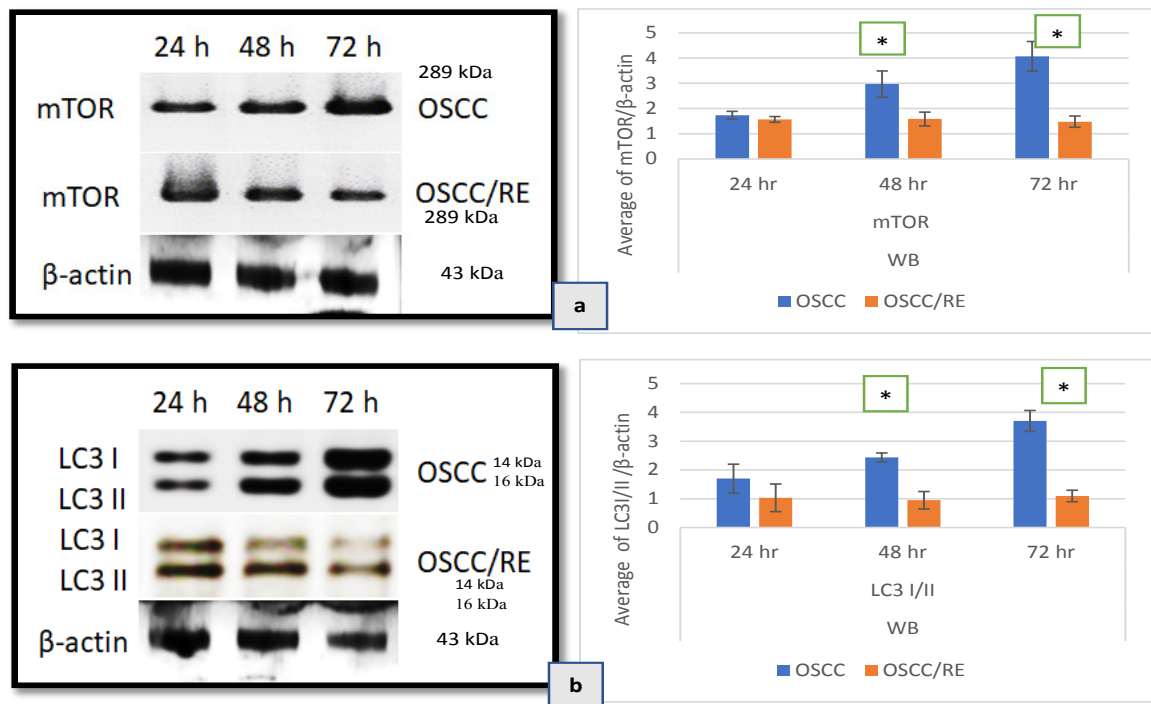 24 h 48 h 72 h
289 kDa
mTOR OSCC
mTOR OSCC/RE
289 kDa
β-actin 43 kDa
a
Average of mTOR/β-actin
5
4
3
2
1
0
* *
24 hr 48 hr 72 hr
mTOR
WB
OSCC OSCC/RE
24 h 48 h 72 h
LC3 I
OSCC 14 kDa
LC3 II 16 kDa
LC3 I
OSCC/RE
LC3 II 14 kDa
16 kDa
β-actin 43 kDa
b
Average of LC3I/II /β-actin
5
4
3
2
1
0
* *
24 hr 48 hr 72 hr
LC3 I/II
WB
OSCC OSCC/RE